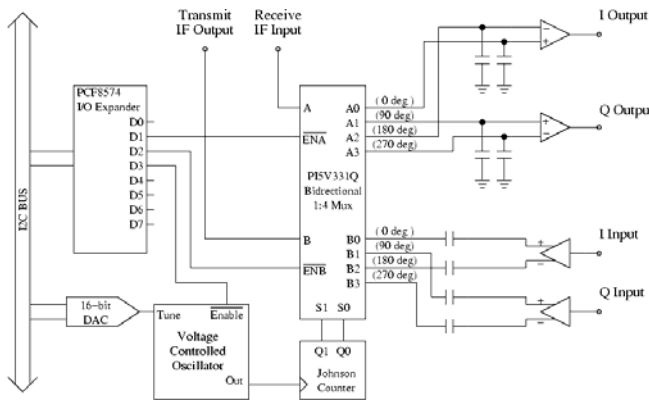 Transmit
IF Output
Receive
IF Input
I Output
Q Outpu
I Input
Q Input
PCF8574
I/O Expander
D0
D1
D2
D3
D4
D5
D6
D7
I2C BUS
16-bit
DAC
Tune
Enable
Voltage
Controlled
Oscillator
Out
A
ENA
PI5V331Q
Bidrectional
1:4 Mux
B
ENB
A0
A1
A2
A3
B0
B1
B2
B3
S1 S0
(0 deg)
(90 deg)
(180 deg)
(270 deg)
(0 deg)
(90 deg)
(180 deg)
(270 deg)
Q1 Q0
Johnson
Counter
−
+
+
−
+
−
+
−